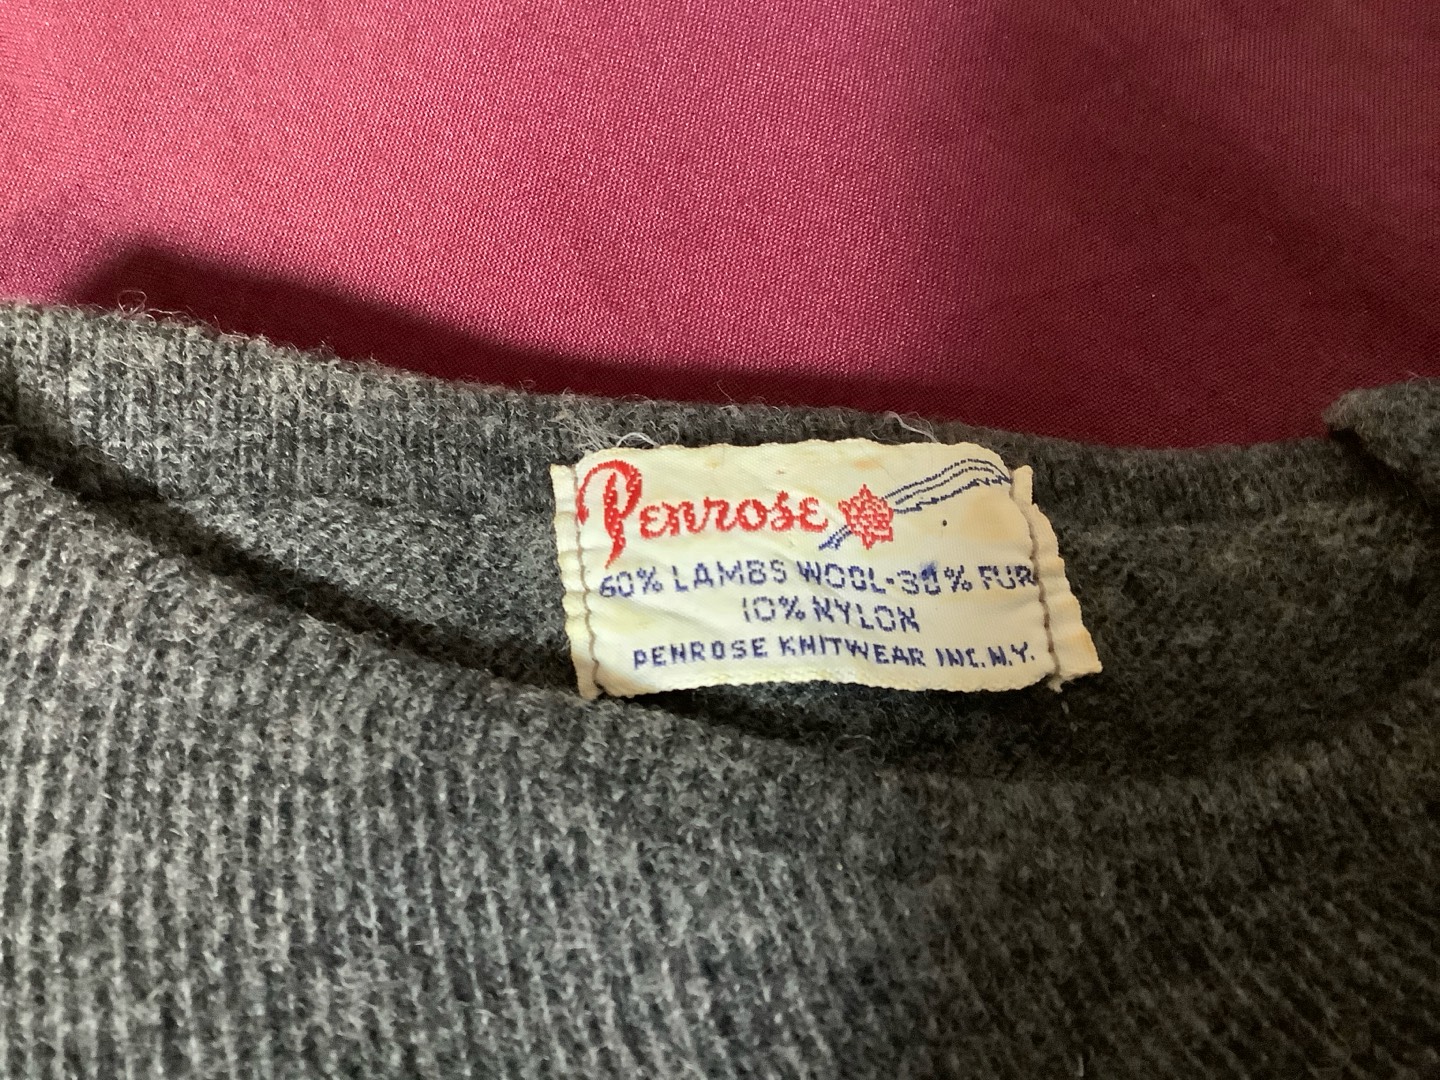 Penrose
60% LAMBS WOOL-30% FUR
10% NYLON
PENROSE KNITWEAR INC. N.Y.